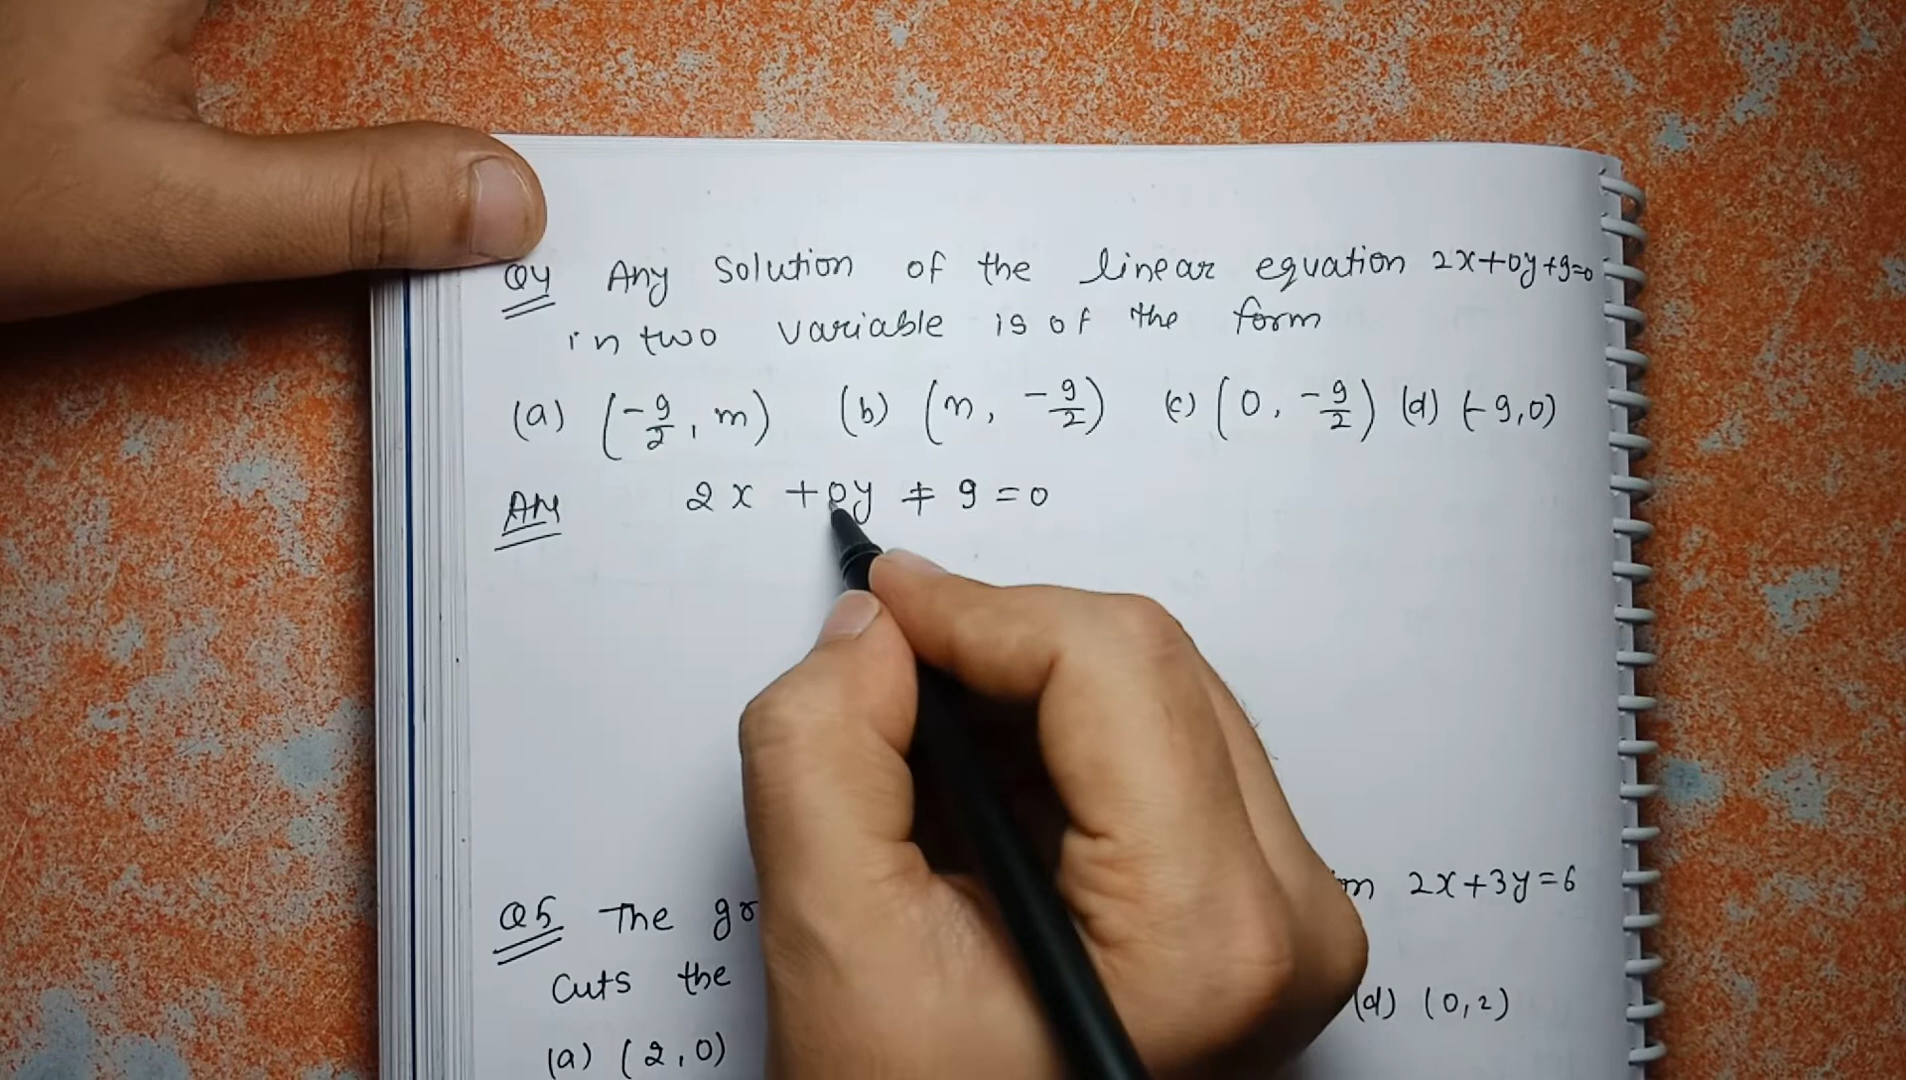 Q4 Any solution of the linear equation 2x+0y+9=0
in two variable is of the form
(a) (-9/2, m) (b) (n, -9/2) (c) (0, -9/2) (d) (-9,0)
Ans 2x +0y + 9 = 0
Q5 The 2x+3y=6
Cuts the
(a) (2,0) (d) (0,2)